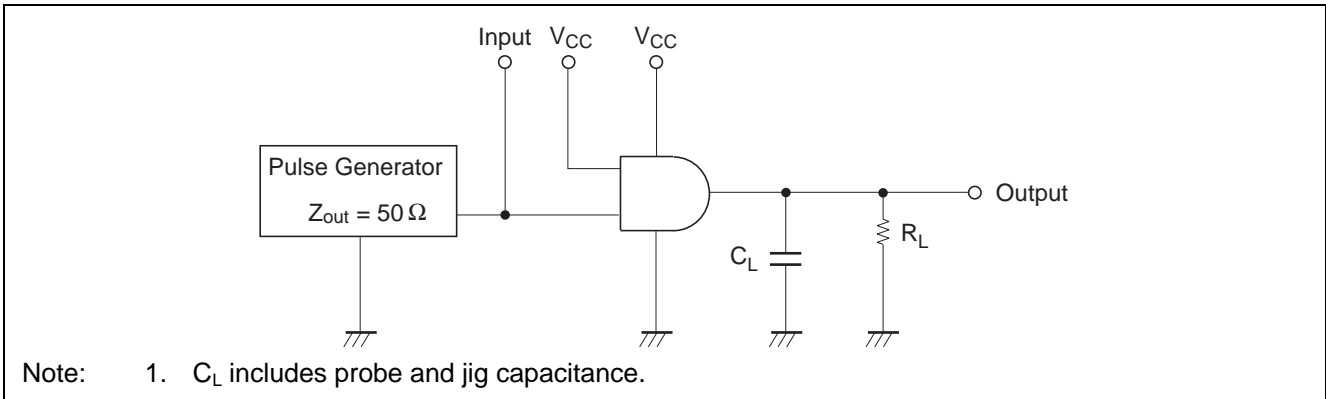 Input VCC VCC
Pulse Generator
Zout = 50 Ω
Output
CL
RL
Note: 1. CL includes probe and jig capacitance.